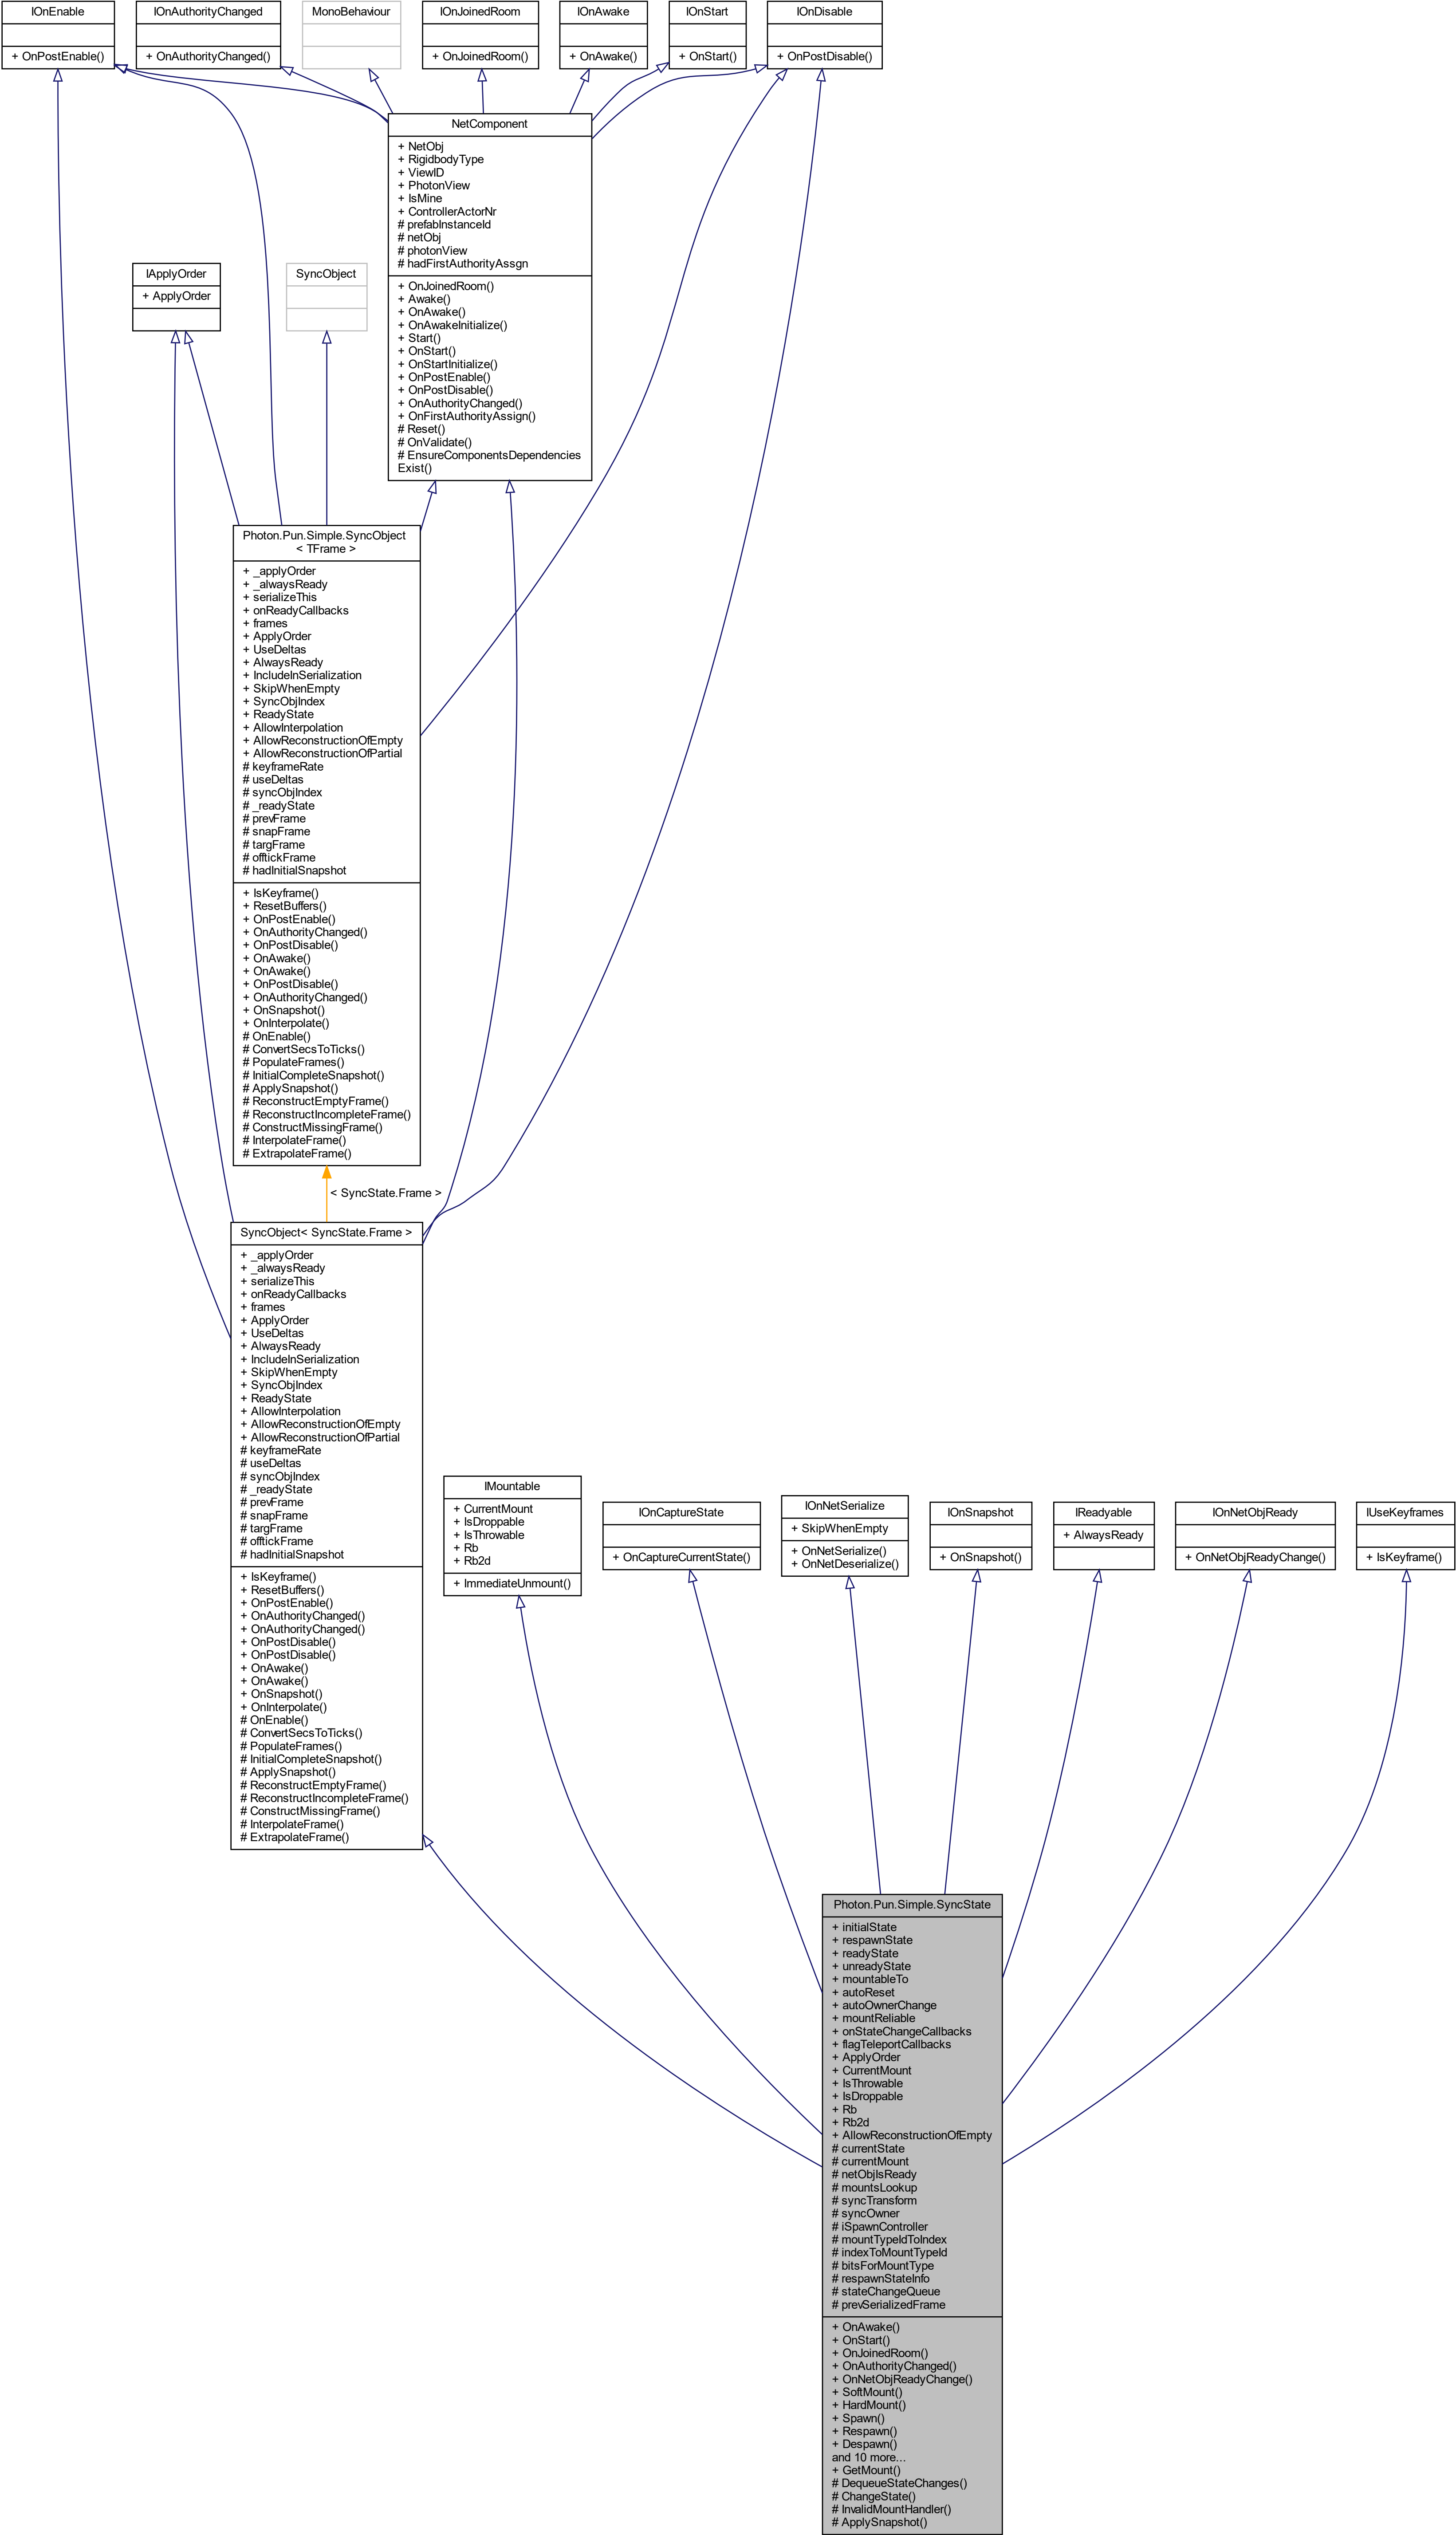 IOnEnable
+ OnPostEnable()
IOnAuthorityChanged
+ OnAuthorityChanged()
MonoBehaviour
IOnJoinedRoom
+ OnJoinedRoom()
IOnAwake
+ OnAwake()
IOnStart
+ OnStart()
IOnDisable
+ OnPostDisable()
NetComponent
+ NetObj
+ RigidbodyType
+ ViewID
+ PhotonView
+ IsMine
+ ControllerActorNr
# prefabInstanceId
# netObj
# photonView
# hadFirstAuthorityAssgn
+ OnJoinedRoom()
+ Awake()
+ OnAwake()
+ OnAwakeInitialize()
+ Start()
+ OnStart()
+ OnStartInitialize()
+ OnPostEnable()
+ OnPostDisable()
+ OnAuthorityChanged()
+ OnFirstAuthorityAssign()
# Reset()
# OnValidate()
# EnsureComponentsDependencies
Exist()
IApplyOrder
+ ApplyOrder
SyncObject
Photon.Pun.Simple.SyncObject
< TFrame >
+ _applyOrder
+ _alwaysReady
+ serializeThis
+ onReadyCallbacks
+ frames
+ ApplyOrder
+ UseDeltas
+ AlwaysReady
+ IncludeInSerialization
+ SkipWhenEmpty
+ SyncObjIndex
+ ReadyState
+ AllowInterpolation
+ AllowReconstructionOfEmpty
+ AllowReconstructionOfPartial
# keyframeRate
# useDeltas
# syncObjIndex
# _readyState
# prevFrame
# snapFrame
# targFrame
# offtickFrame
# hadInitialSnapshot
+ IsKeyframe()
+ ResetBuffers()
+ OnPostEnable()
+ OnAuthorityChanged()
+ OnPostDisable()
+ OnAwake()
+ OnAwake()
+ OnPostDisable()
+ OnAuthorityChanged()
+ OnSnapshot()
+ OnInterpolate()
# OnEnable()
# ConvertSecsToTicks()
# PopulateFrames()
# InitialCompleteSnapshot()
# ApplySnapshot()
# ReconstructEmptyFrame()
# ReconstructIncompleteFrame()
# ConstructMissingFrame()
# InterpolateFrame()
# ExtrapolateFrame()
< SyncState.Frame >
SyncObject< SyncState.Frame >
+ _applyOrder
+ _alwaysReady
+ serializeThis
+ onReadyCallbacks
+ frames
+ ApplyOrder
+ UseDeltas
+ AlwaysReady
+ IncludeInSerialization
+ SkipWhenEmpty
+ SyncObjIndex
+ ReadyState
+ AllowInterpolation
+ AllowReconstructionOfEmpty
+ AllowReconstructionOfPartial
# keyframeRate
# useDeltas
# syncObjIndex
# _readyState
# prevFrame
# snapFrame
# targFrame
# offtickFrame
# hadInitialSnapshot
+ IsKeyframe()
+ ResetBuffers()
+ OnPostEnable()
+ OnAuthorityChanged()
+ OnAuthorityChanged()
+ OnPostDisable()
+ OnPostDisable()
+ OnAwake()
+ OnAwake()
+ OnSnapshot()
+ OnInterpolate()
# OnEnable()
# ConvertSecsToTicks()
# PopulateFrames()
# InitialCompleteSnapshot()
# ApplySnapshot()
# ReconstructEmptyFrame()
# ReconstructIncompleteFrame()
# ConstructMissingFrame()
# InterpolateFrame()
# ExtrapolateFrame()
IMountable
+ CurrentMount
+ IsDroppable
+ IsThrowable
+ Rb
+ Rb2d
+ ImmediateUnmount()
IOnCaptureState
+ OnCaptureCurrentState()
IOnNetSerialize
+ SkipWhenEmpty
+ OnNetSerialize()
+ OnNetDeserialize()
IOnSnapshot
+ OnSnapshot()
IReadyable
+ AlwaysReady
IOnNetObjReady
+ OnNetObjReadyChange()
IUseKeyframes
+ IsKeyframe()
Photon.Pun.Simple.SyncState
+ initialState
+ respawnState
+ readyState
+ unreadyState
+ mountableTo
+ autoReset
+ autoOwnerChange
+ mountReliable
+ onStateChangeCallbacks
+ flagTeleportCallbacks
+ ApplyOrder
+ CurrentMount
+ IsThrowable
+ IsDroppable
+ Rb
+ Rb2d
+ AllowReconstructionOfEmpty
# currentState
# currentMount
# netObjIsReady
# mountsLookup
# syncTransform
# syncOwner
# iSpawnController
# mountTypeIdToIndex
# indexToMountTypeId
# bitsForMountType
# respawnStateInfo
# stateChangeQueue
# prevSerializedFrame
+ OnAwake()
+ OnStart()
+ OnJoinedRoom()
+ OnAuthorityChanged()
+ OnNetObjReadyChange()
+ SoftMount()
+ HardMount()
+ Spawn()
+ Respawn()
+ Despawn()
and 10 more...
+ GetMount()
# DequeueStateChanges()
# ChangeState()
# InvalidMountHandler()
# ApplySnapshot()